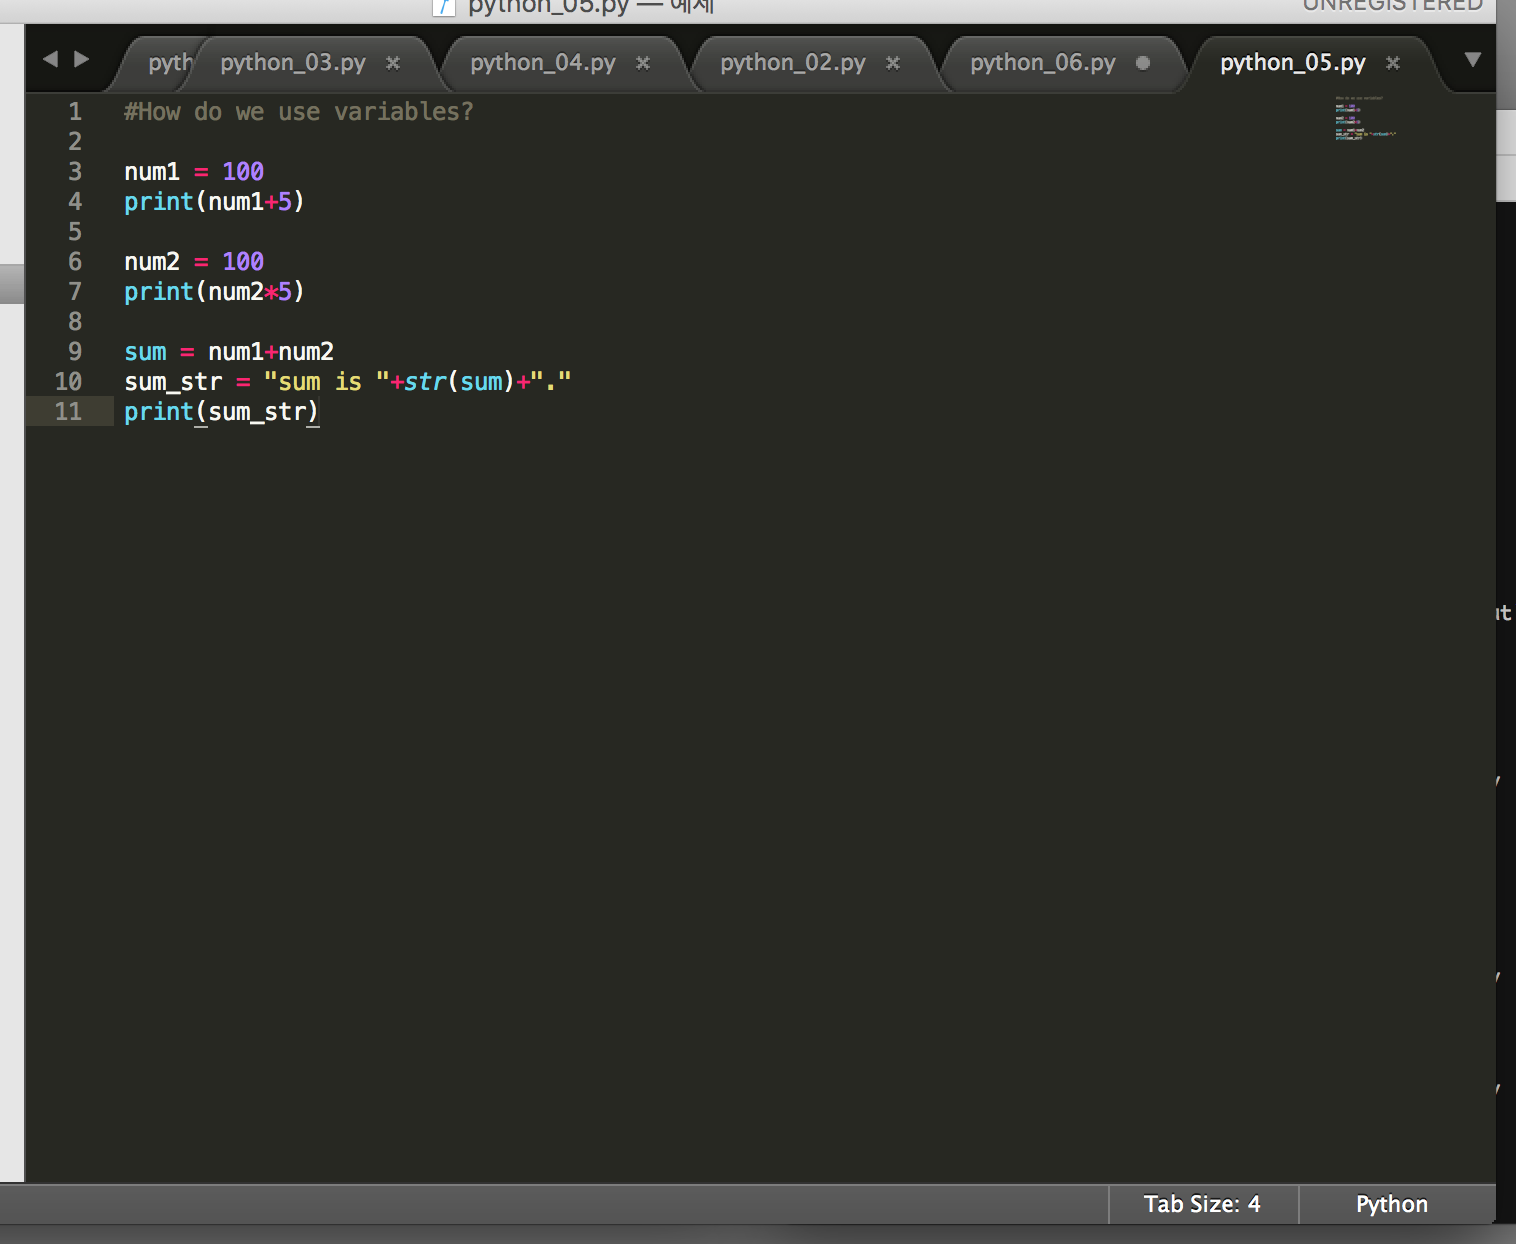 python_05.py — 예제
UNREGISTERED
pyth
python_03.py
python_04.py
python_02.py
python_06.py
python_05.py
1 #How do we use variables?
2
3 num1 = 100
4 print(num1+5)
5
6 num2 = 100
7 print(num2*5)
8
9 sum = num1+num2
10 sum_str = "sum is "+str(sum)+"."
11 print(sum_str)
Tab Size: 4
Python